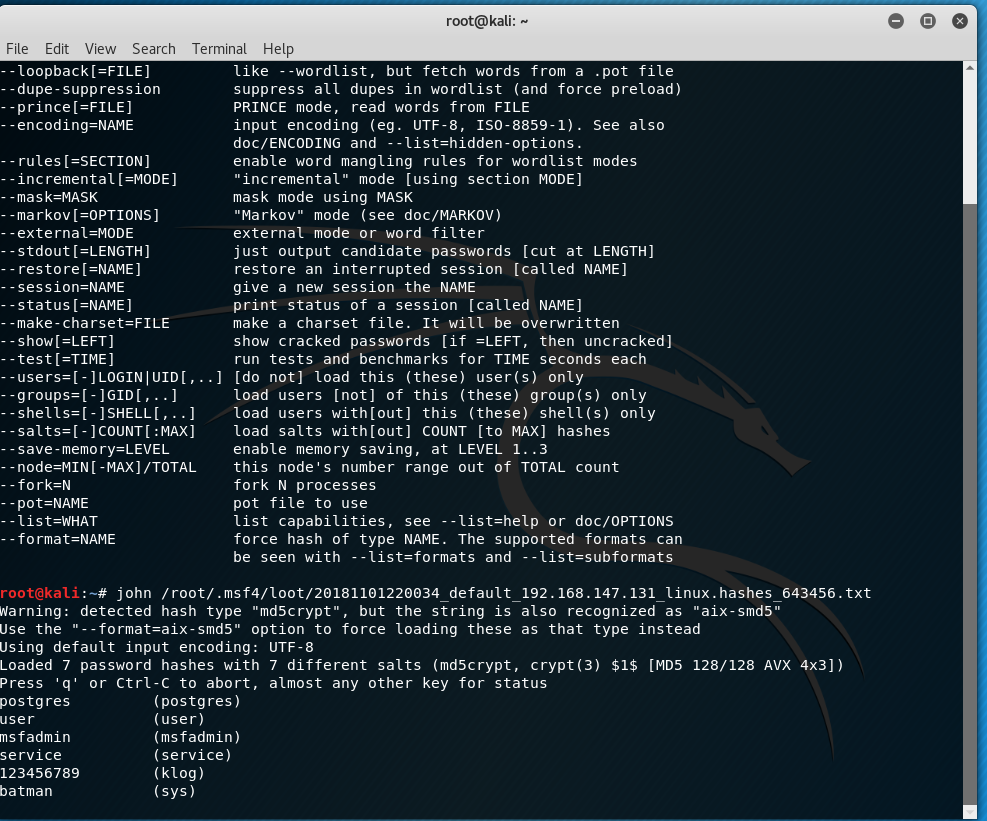 root@kali: ~
File Edit View Search Terminal Help
--loopback[=FILE] like --wordlist, but fetch words from a .pot file
--dupe-suppression suppress all dupes in wordlist (and force preload)
--prince[=FILE] PRINCE mode, read words from FILE
--encoding=NAME input encoding (eg. UTF-8, ISO-8859-1). See also
doc/ENCODING and --list=hidden-options.
--rules[=SECTION] enable word mangling rules for wordlist modes
--incremental[=MODE] "incremental" mode [using section MODE]
--mask=MASK mask mode using MASK
--markov[=OPTIONS] "Markov" mode (see doc/MARKOV)
--external=MODE external mode or word filter
--stdout[=LENGTH] just output candidate passwords [cut at LENGTH]
--restore[=NAME] restore an interrupted session [called NAME]
--session=NAME give a new session the NAME
--status[=NAME] print status of a session [called NAME]
--make-charset=FILE make a charset file. It will be overwritten
--show[=LEFT] show cracked passwords [if =LEFT, then uncracked]
--test[=TIME] run tests and benchmarks for TIME seconds each
--users=[-]LOGIN|UID[,..] [do not] load this (these) user(s) only
--groups=[-]GID[,..] load users [not] of this (these) group(s) only
--shells=[-]SHELL[,..] load users with[out] this (these) shell(s) only
--salts=[-]COUNT[:MAX] load salts with[out] COUNT [to MAX] hashes
--save-memory=LEVEL enable memory saving, at LEVEL 1..3
--node=MIN[-MAX]/TOTAL this node's number range out of TOTAL count
--fork=N fork N processes
--pot=NAME pot file to use
--list=WHAT list capabilities, see --list=help or doc/OPTIONS
--format=NAME force hash of type NAME. The supported formats can
be seen with --list=formats and --list=subformats
root@kali:~# john /root/.msf4/loot/20181101220034_default_192.168.147.131_linux.hashes_643456.txt
Warning: detected hash type "md5crypt", but the string is also recognized as "aix-smd5"
Use the "--format=aix-smd5" option to force loading these as that type instead
Using default input encoding: UTF-8
Loaded 7 password hashes with 7 different salts (md5crypt, crypt(3) $1$ [MD5 128/128 AVX 4x3])
Press 'q' or Ctrl-C to abort, almost any other key for status
postgres (postgres)
user (user)
msfadmin (msfadmin)
service (service)
123456789 (klog)
batman (sys)